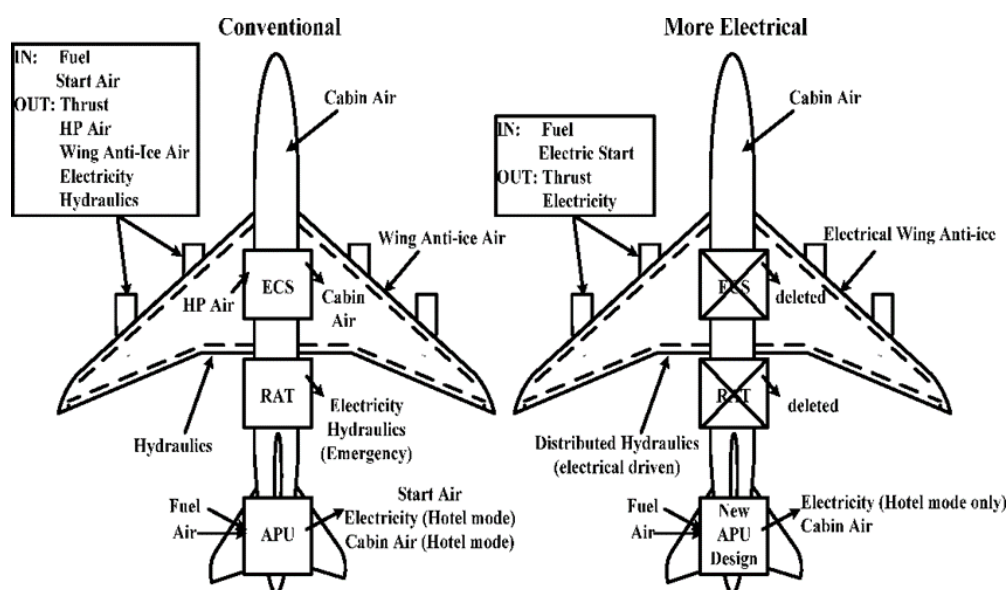 Conventional
IN: Fuel
Start Air
OUT: Thrust
HP Air
Wing Anti-Ice Air
Electricity
Hydraulics
Cabin Air
Wing Anti-ice Air
HP Air
ECS
Cabin
Air
RAT
Electricity
Hydraulics
(Emergency)
Hydraulics
Fuel
Air
APU
Start Air
Electricity (Hotel mode)
Cabin Air (Hotel mode)
More Electrical
IN: Fuel
Electric Start
OUT: Thrust
Electricity
Cabin Air
Electrical Wing Anti-ice
ECS
deleted
RAT
deleted
Distributed Hydraulics
(electrical driven)
Fuel
Air
New
APU
Design
Electricity (Hotel mode only)
Cabin Air